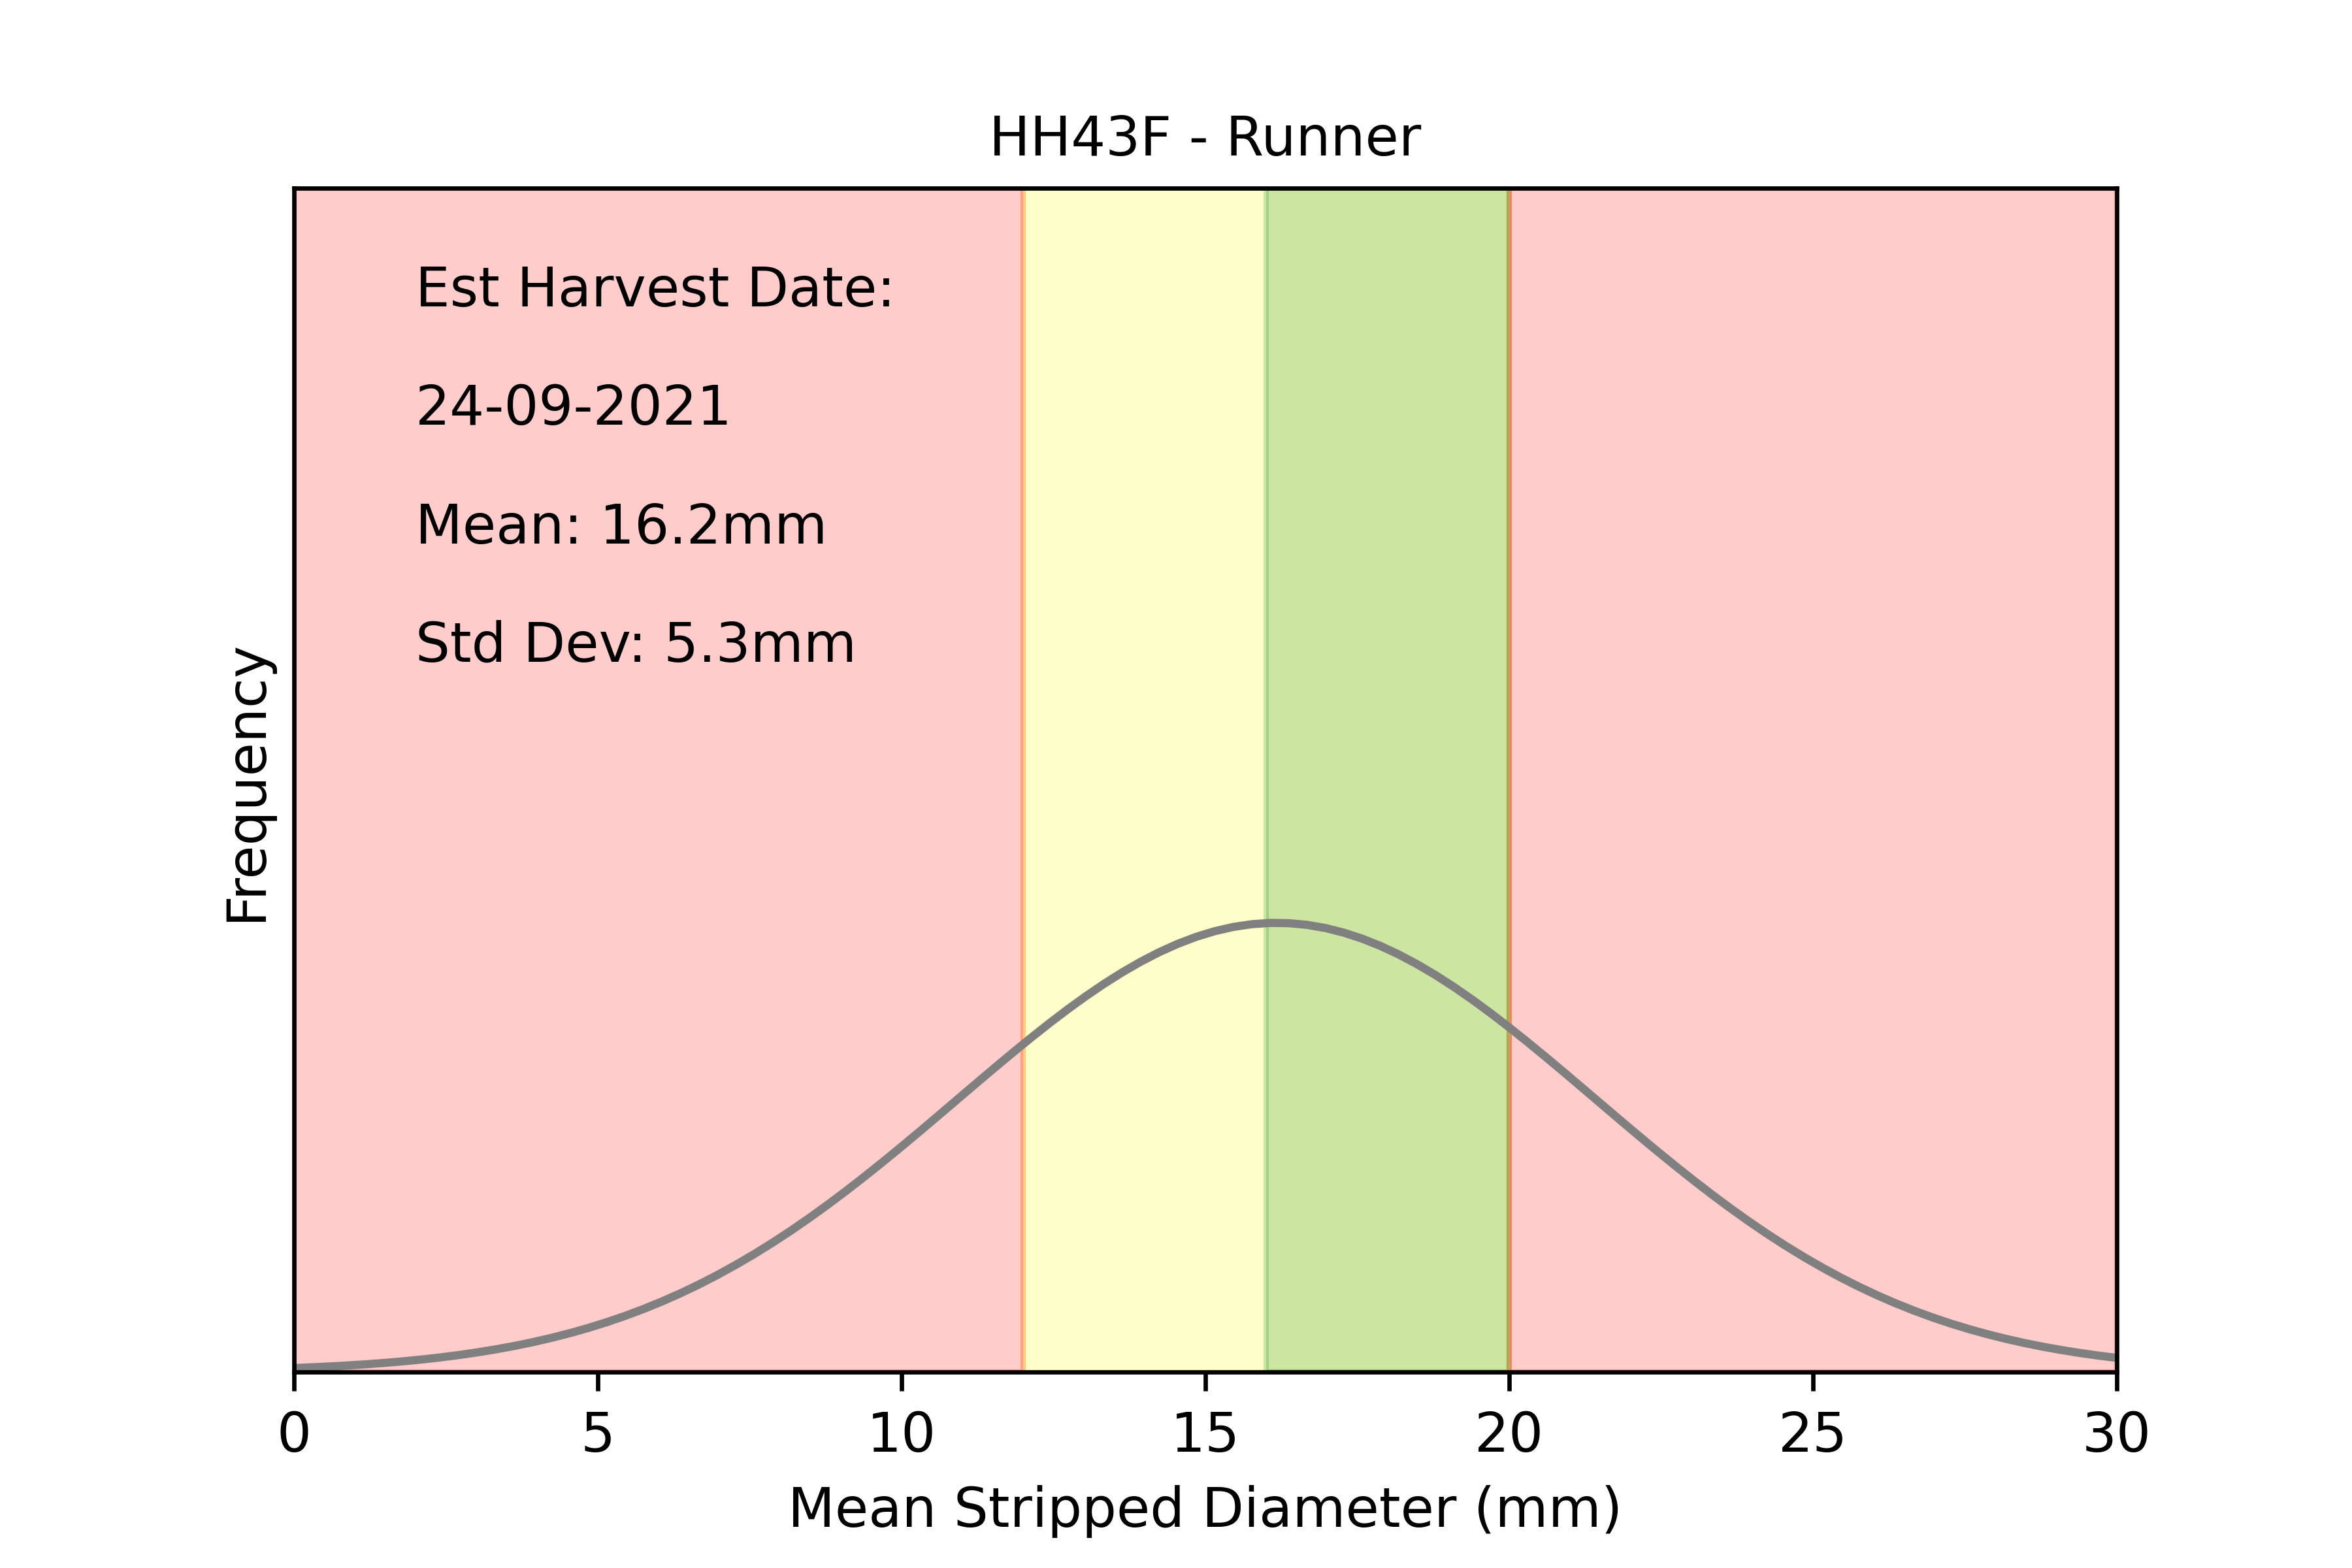 HH43F - Runner
Est Harvest Date:
24-09-2021
Mean: 16.2mm
Std Dev: 5.3mm
Frequency
0 5 10 15 20 25 30
Mean Stripped Diameter (mm)